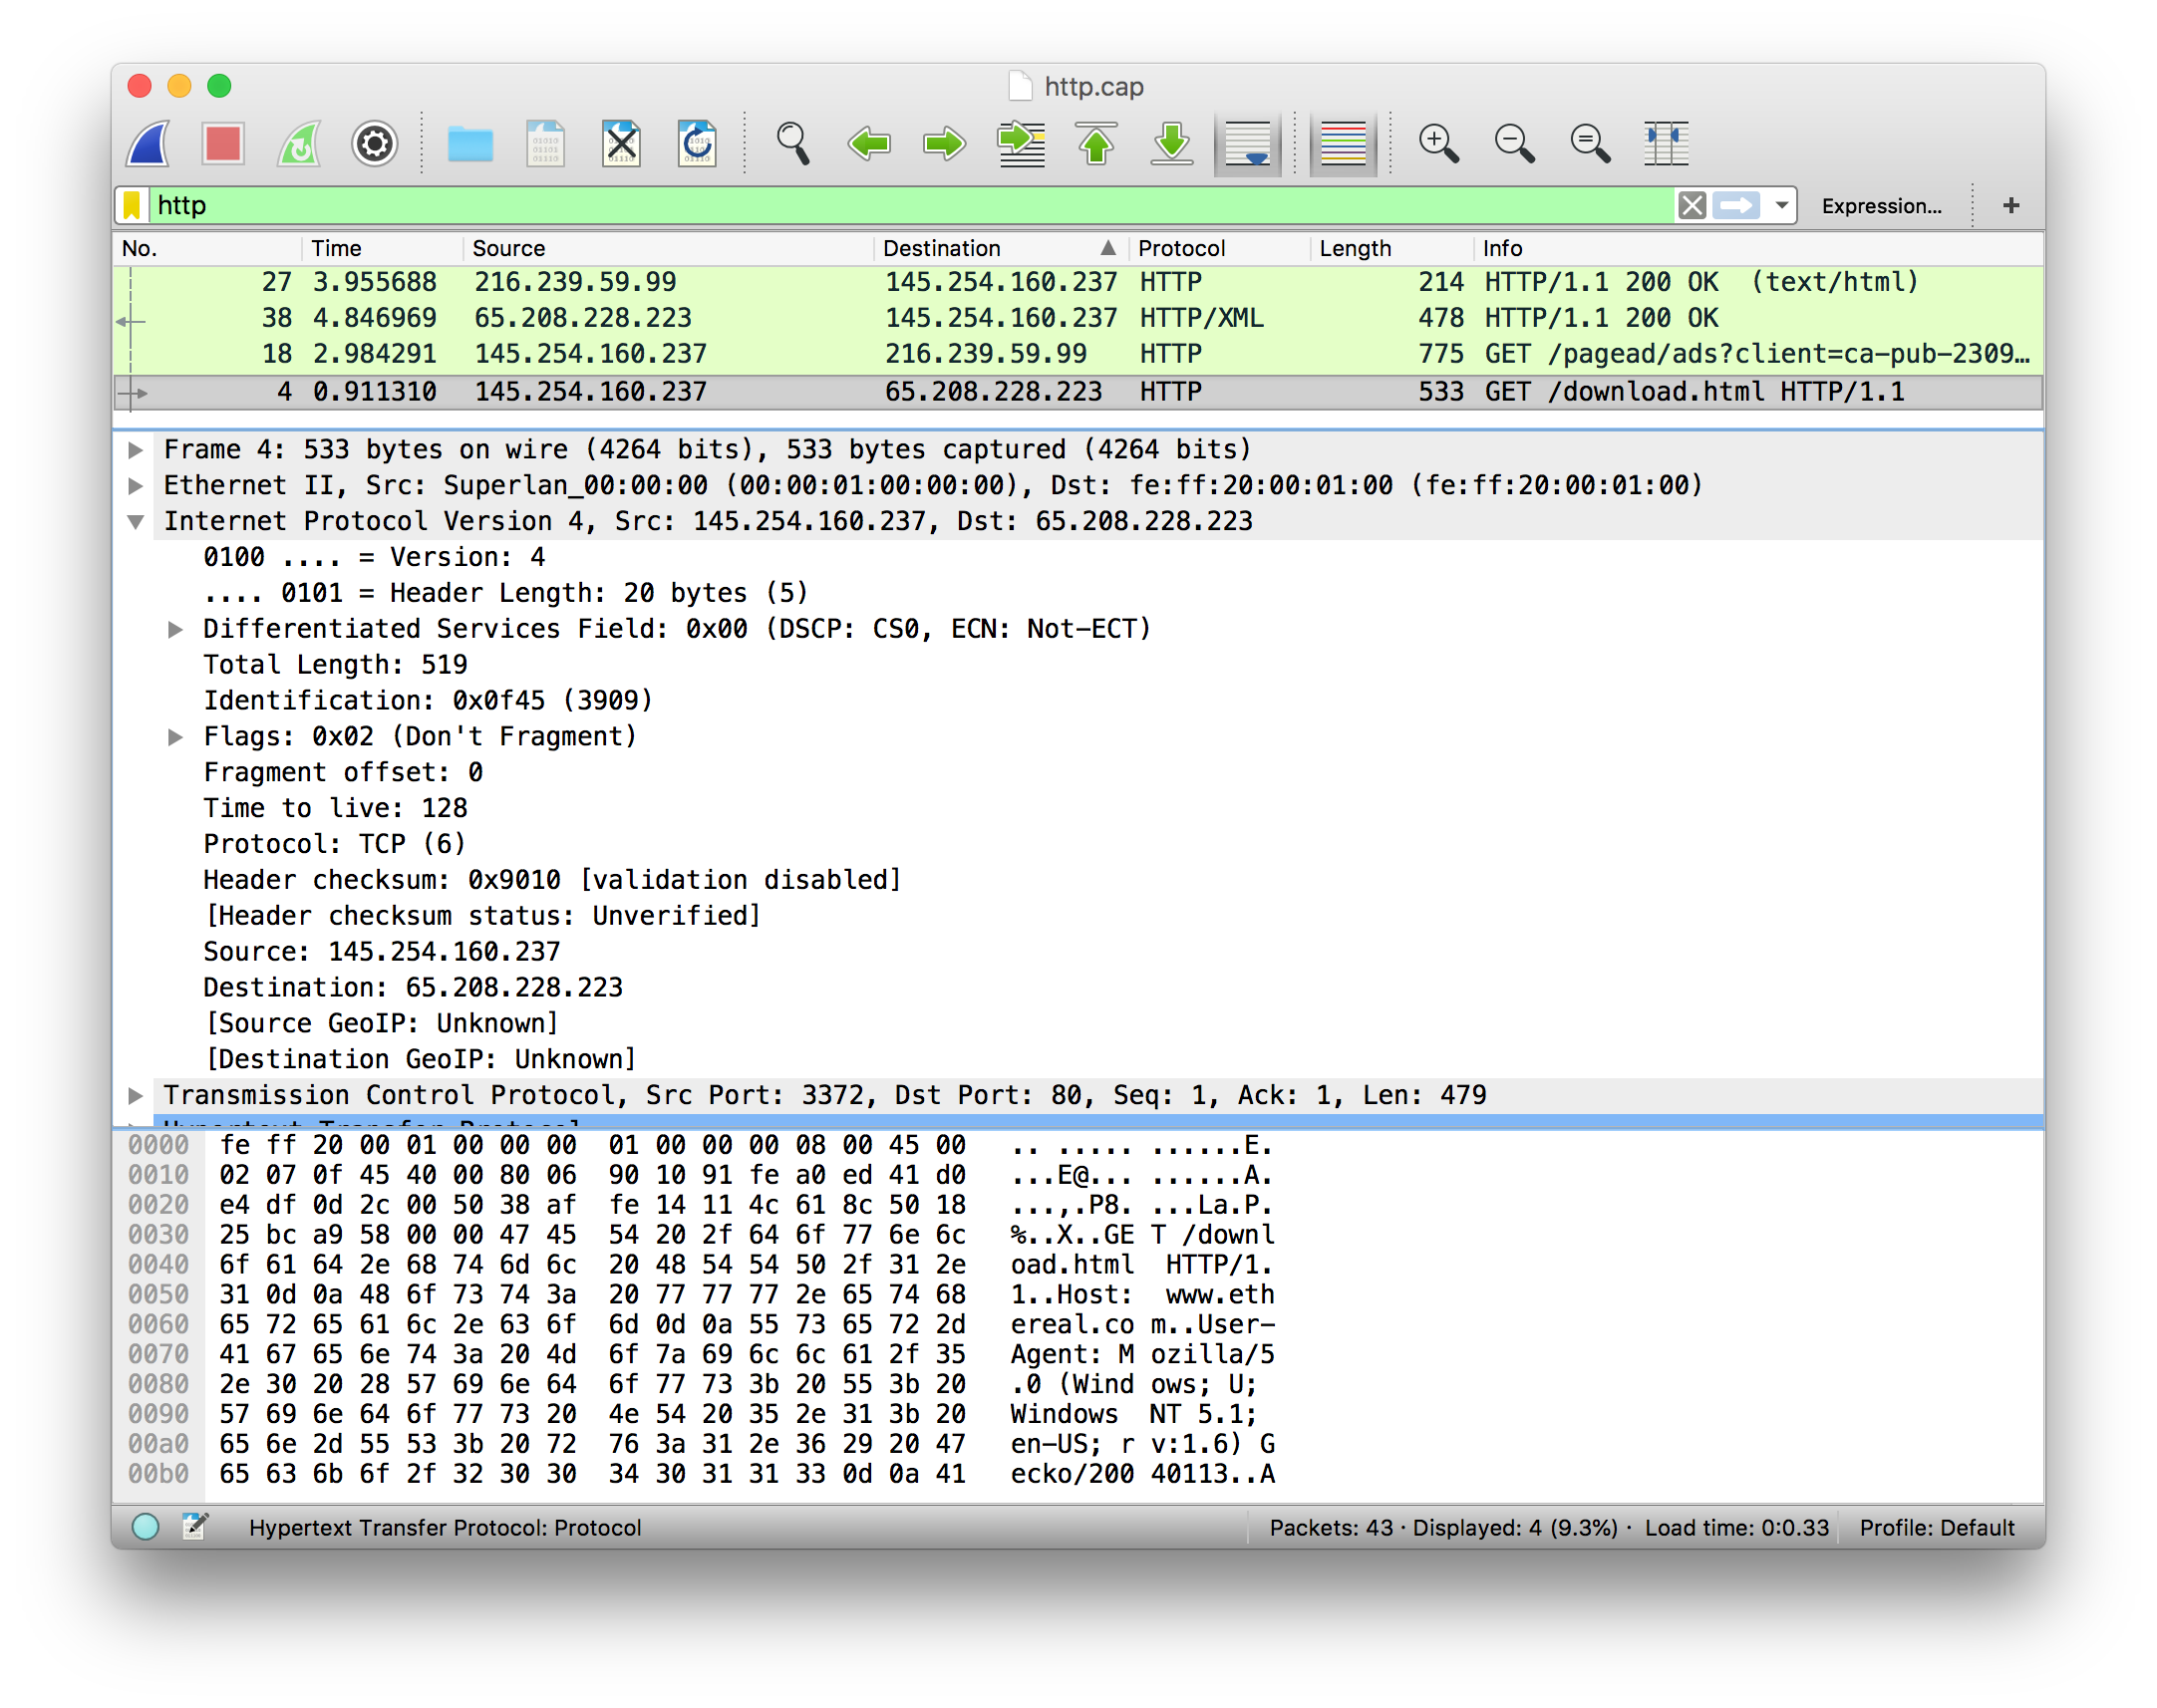 http.cap
http
Expression... +
No. Time Source Destination Protocol Length Info
27 3.955688 216.239.59.99 145.254.160.237 HTTP 214 HTTP/1.1 200 OK (text/html)
38 4.846969 65.208.228.223 145.254.160.237 HTTP/XML 478 HTTP/1.1 200 OK
18 2.984291 145.254.160.237 216.239.59.99 HTTP 775 GET /pagead/ads?client=ca-pub-2309…
4 0.911310 145.254.160.237 65.208.228.223 HTTP 533 GET /download.html HTTP/1.1
Frame 4: 533 bytes on wire (4264 bits), 533 bytes captured (4264 bits)
Ethernet II, Src: Superlan_00:00:00 (00:00:01:00:00:00), Dst: fe:ff:20:00:01:00 (fe:ff:20:00:01:00)
Internet Protocol Version 4, Src: 145.254.160.237, Dst: 65.208.228.223
0100 .... = Version: 4
.... 0101 = Header Length: 20 bytes (5)
Differentiated Services Field: 0x00 (DSCP: CS0, ECN: Not-ECT)
Total Length: 519
Identification: 0x0f45 (3909)
Flags: 0x02 (Don't Fragment)
Fragment offset: 0
Time to live: 128
Protocol: TCP (6)
Header checksum: 0x9010 [validation disabled]
[Header checksum status: Unverified]
Source: 145.254.160.237
Destination: 65.208.228.223
[Source GeoIP: Unknown]
[Destination GeoIP: Unknown]
Transmission Control Protocol, Src Port: 3372, Dst Port: 80, Seq: 1, Ack: 1, Len: 479
Hypertext Transfer Protocol
0000 fe ff 20 00 01 00 00 00 01 00 00 00 08 00 45 00 .. ..... ......E.
0010 02 07 0f 45 40 00 80 06 90 10 91 fe a0 ed 41 d0 ...E@... ......A.
0020 e4 df 0d 2c 00 50 38 af fe 14 11 4c 61 8c 50 18 ...,.P8. ...La.P.
0030 25 bc a9 58 00 00 47 45 54 20 2f 64 6f 77 6e 6c %..X..GE T /downl
0040 6f 61 64 2e 68 74 6d 6c 20 48 54 54 50 2f 31 2e oad.html HTTP/1.
0050 31 0d 0a 48 6f 73 74 3a 20 77 77 77 2e 65 74 68 1..Host: www.eth
0060 65 72 65 61 6c 2e 63 6f 6d 0d 0a 55 73 65 72 2d ereal.co m..User-
0070 41 67 65 6e 74 3a 20 4d 6f 7a 69 6c 6c 61 2f 35 Agent: M ozilla/5
0080 2e 30 20 28 57 69 6e 64 6f 77 73 3b 20 55 3b 20 .0 (Wind ows; U;
0090 57 69 6e 64 6f 77 73 20 4e 54 20 35 2e 31 3b 20 Windows NT 5.1;
00a0 65 6e 2d 55 53 3b 20 72 76 3a 31 2e 36 29 20 47 en-US; r v:1.6) G
00b0 65 63 6b 6f 2f 32 30 30 34 30 31 31 33 0d 0a 41 ecko/200 40113..A
Hypertext Transfer Protocol: Protocol Packets: 43 · Displayed: 4 (9.3%) · Load time: 0:0.33 Profile: Default